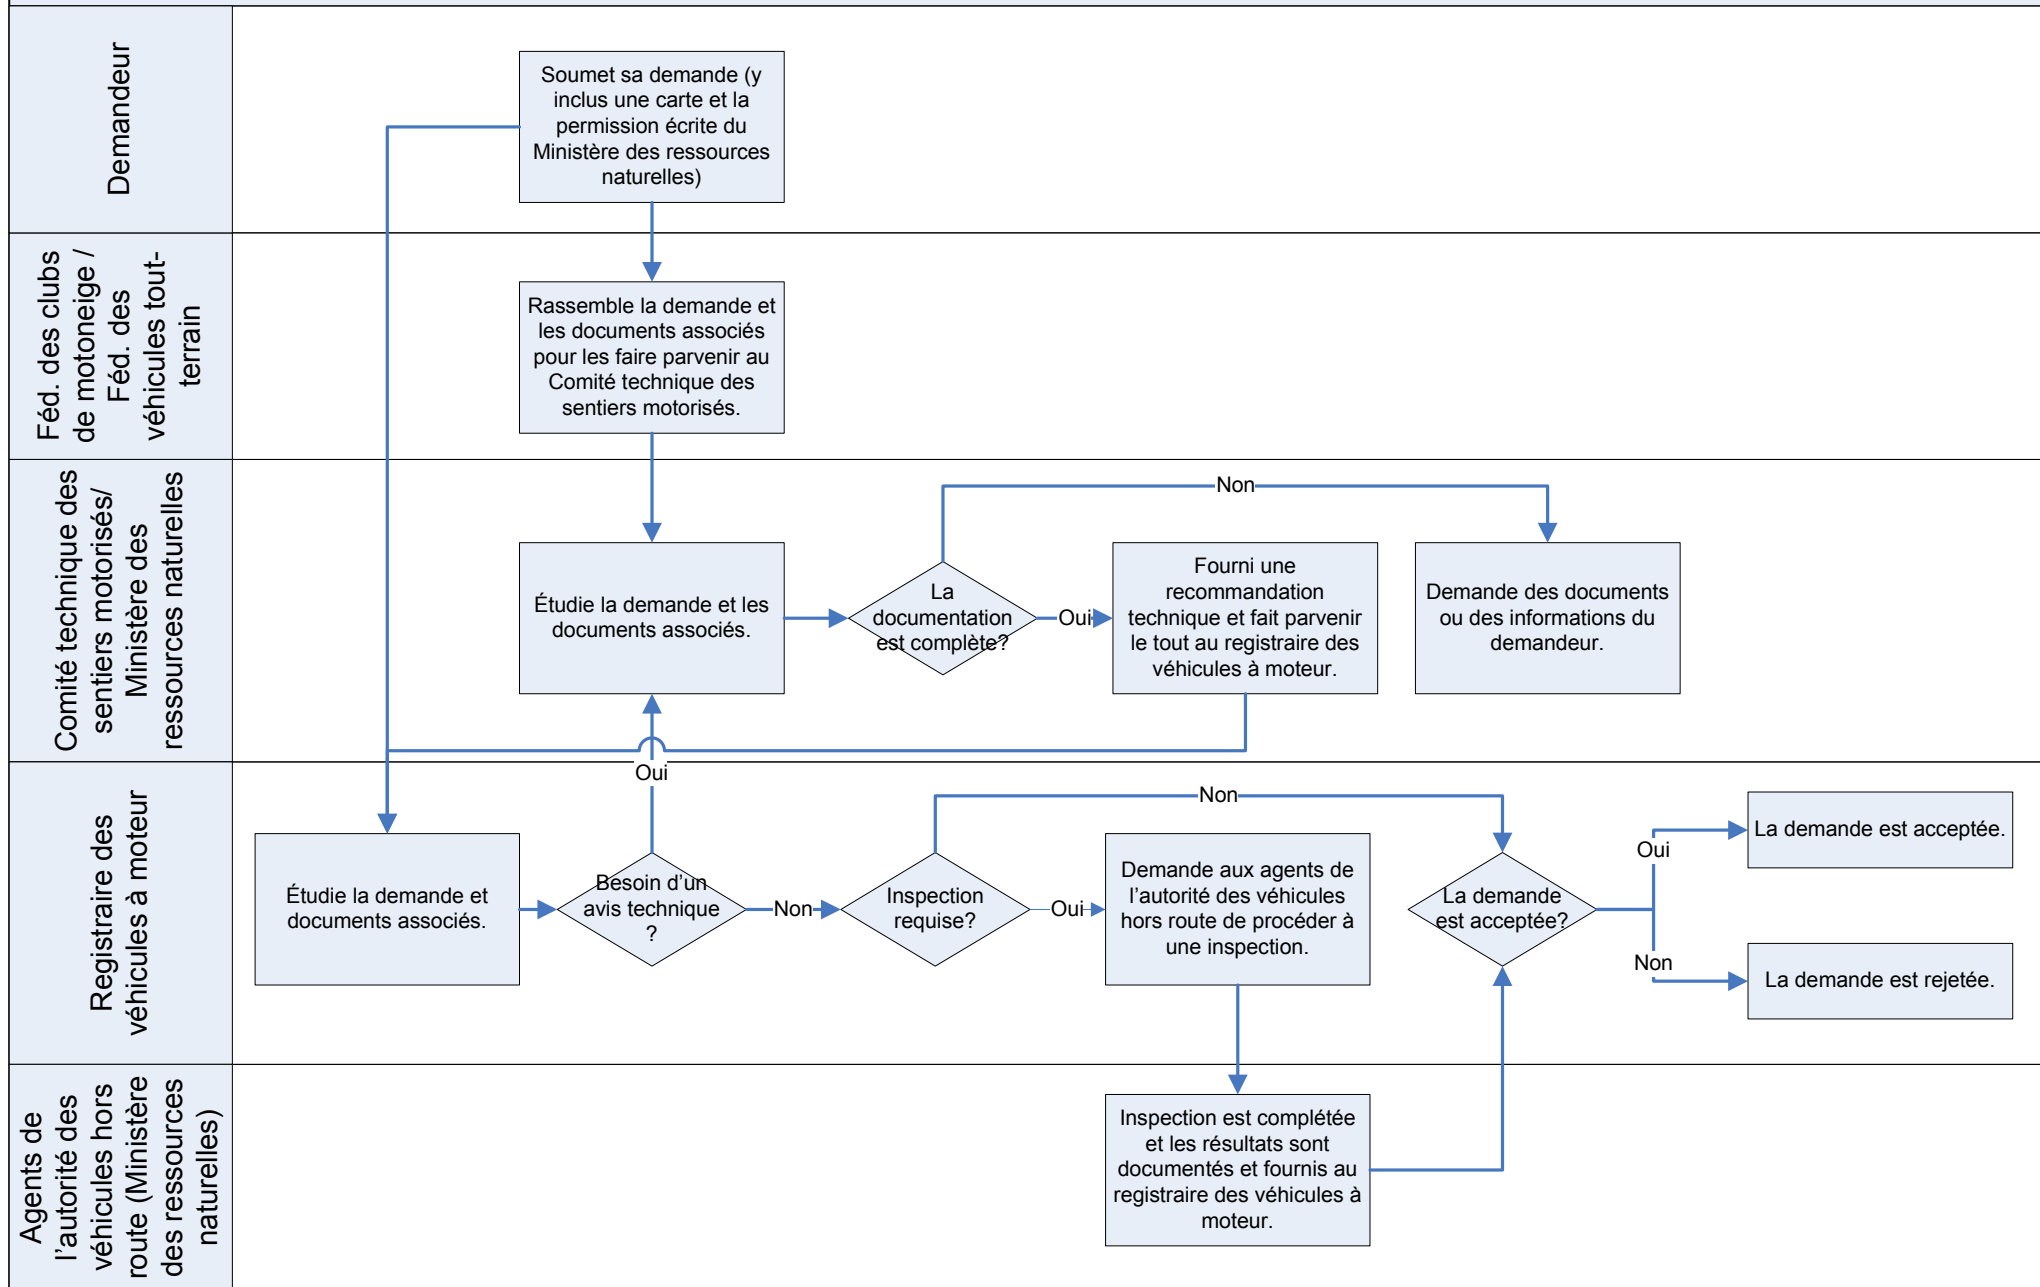 Demandeur
Soumet sa demande (y
inclus une carte et la
permission écrite du
Ministère des ressources
naturelles)
Féd. des clubs
de motoneige /
Féd. des
véhicules tout-
terrain
Rassemble la demande et
les documents associés
pour les faire parvenir au
Comité technique des
sentiers motorisés.
Comité technique des
sentiers motorisés/
Ministère des
ressources naturelles
Étudie la demande et les
documents associés.
La
documentation
est complète?
Non
Oui
Fourni une
recommandation
technique et fait parvenir
le tout au registraire des
véhicules à moteur.
Demande des documents
ou des informations du
demandeur.
Registraire des
véhicules à moteur
Étudie la demande et
documents associés.
Oui
Besoin d’un
avis technique
?
Non
Inspection
requise?
Non
Oui
Demande aux agents de
l’autorité des véhicules
hors route de procéder à
une inspection.
La demande
est acceptée?
Oui
La demande est acceptée.
Non
La demande est rejetée.
Agents de
l’autorité des
véhicules hors
route (Ministère
des ressources
naturelles)
Inspection est complétée
et les résultats sont
documentés et fournis au
registraire des véhicules à
moteur.